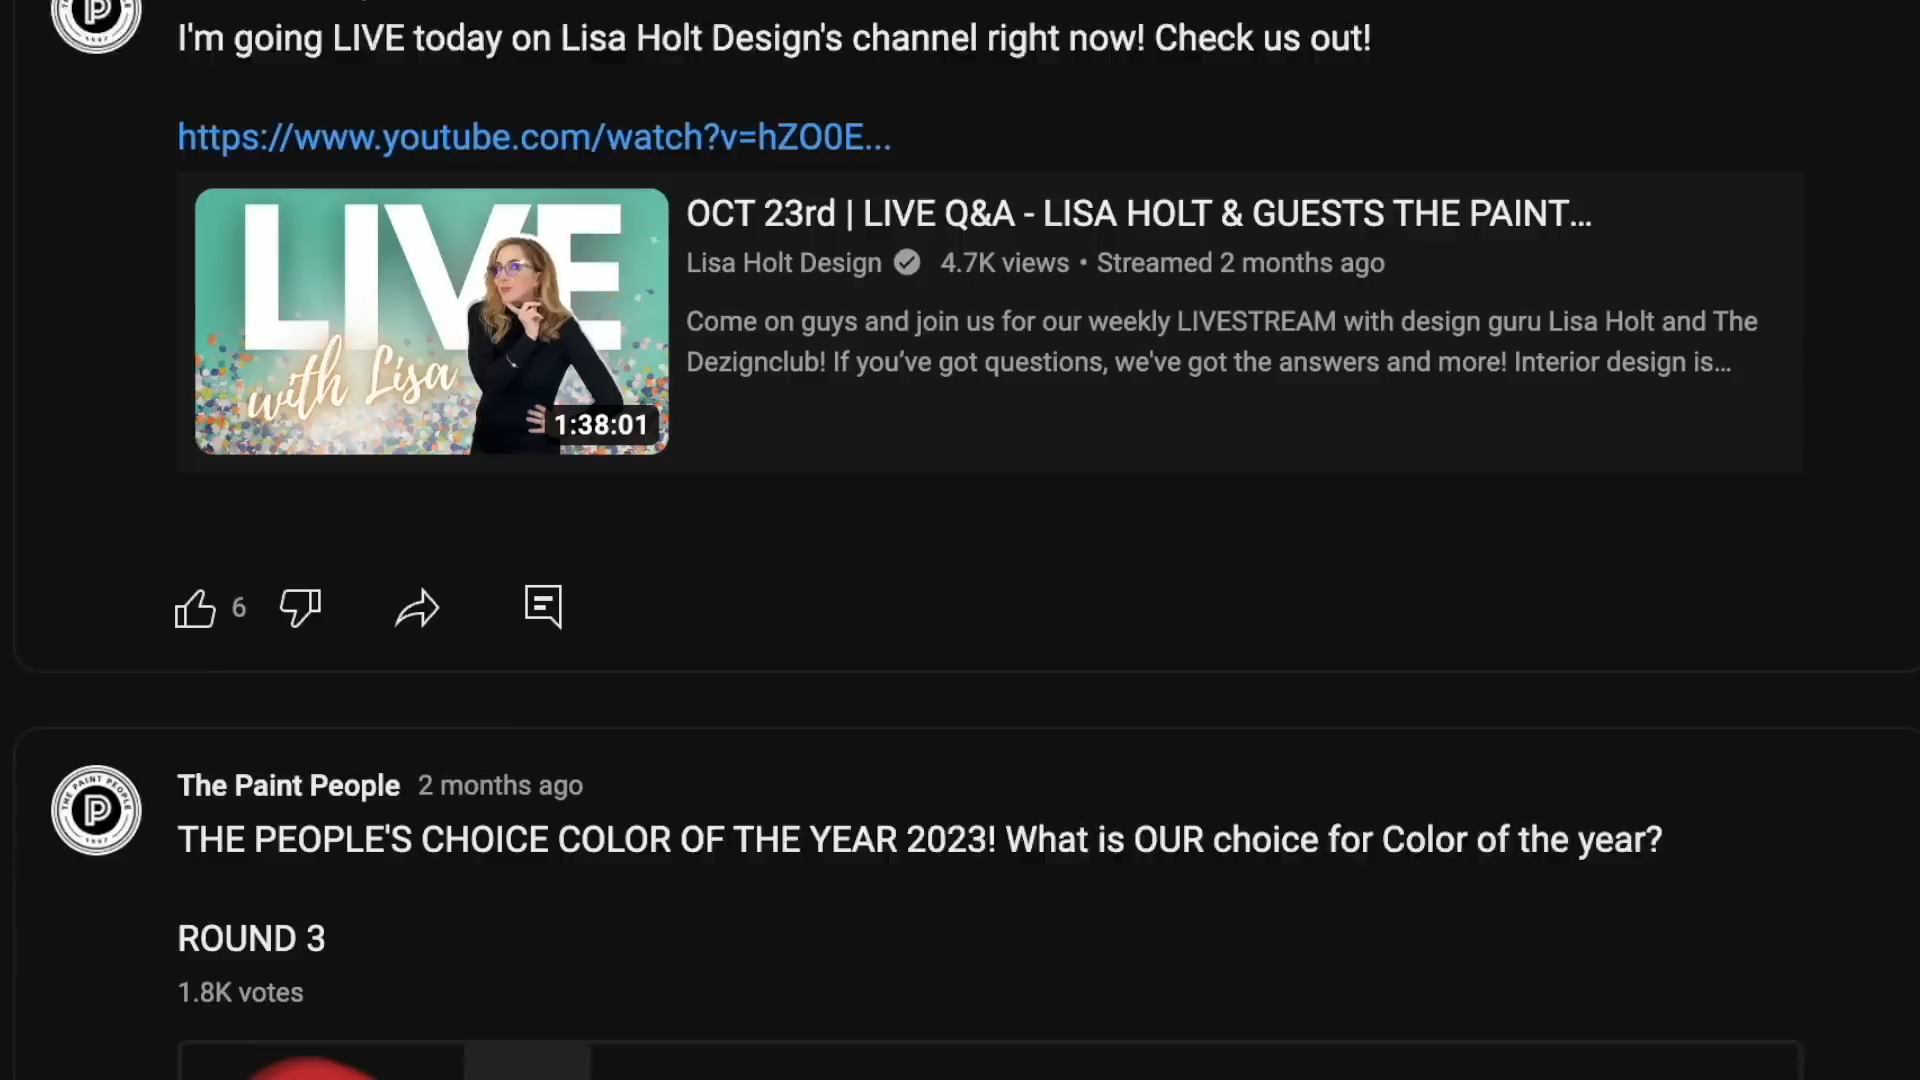 I'm going LIVE today on Lisa Holt Design's channel right now! Check us out!
https://www.youtube.com/watch?v=hZO0E...
LIVE
with Lisa
1:38:01
OCT 23rd | LIVE Q&A - LISA HOLT & GUESTS THE PAINT...
Lisa Holt Design 4.7K views • Streamed 2 months ago
Come on guys and join us for our weekly LIVESTREAM with design guru Lisa Holt and The
Dezignclub! If you’ve got questions, we've got the answers and more! Interior design is...
6
THE PAINT PEOPLE
P
1997
The Paint People 2 months ago
THE PEOPLE'S CHOICE COLOR OF THE YEAR 2023! What is OUR choice for Color of the year?
ROUND 3
1.8K votes